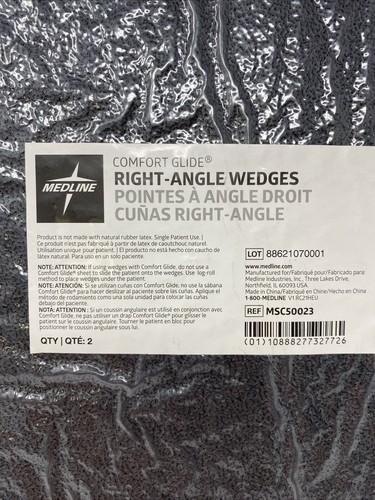 MEDLINE
COMFORT GLIDE®
RIGHT-ANGLE WEDGES
POINTES À ANGLE DROIT
CUÑAS RIGHT-ANGLE
Product is not made with natural rubber latex. Single Patient Use. |
Ce produit n'est pas fabriqué à partir de latex de caoutchouc naturel.
Utilisation unique pour patient. | El producto no está hecho con caucho
de látex natural. Para uso en un solo paciente.
NOTE: ATTENTION: If using wedges with Comfort Glide, do not use a
Comfort Glide® sheet to slide the patient onto the wedges. Use log-roll
method to place wedges under the patient.
NOTE: ATENCIÓN: Si se utilizan cuñas con Comfort Glide, no use la sábana
Comfort Glide® para hacer deslizar al paciente sobre las cuñas. Aplique el
método de rodamiento como si una sola unidad para colocar las cuñas
debajo del paciente.
NOTA: ATTENTION : Si un coussin angulaire est utilisé en conjonction avec
Comfort Glide, ne pas utiliser un drap Comfort Glide® pour glisser le
patient sur le coussin angulaire. Tourner le patient en bloc pour
positionner le coussin angulaire sous lui.
QTY | QTÉ: 2
LOT 88621070001
www.medline.com
Manufactured for/Fabriqué pour/Fabricado para
Medline Industries, Inc., Three Lakes Drive,
Northfield, IL 60093 USA.
Made in China/Fabriqué en Chine/Hecho en China
1-800-MEDLINE V1 RC21HEU
REF MSC50023
(01)10888277327726